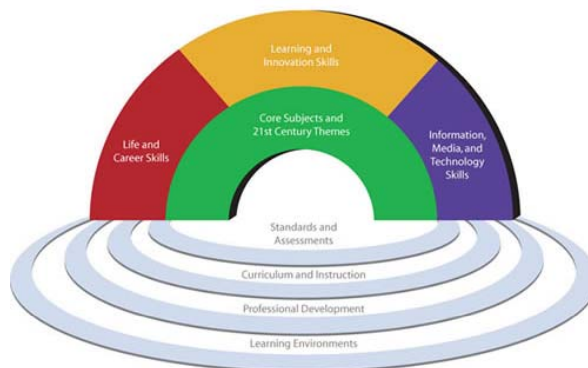 Learning and
Innovation Skills
Core Subjects and
21st Century Themes
Life and
Career Skills
Information,
Media, and
Technology
Skills
Standards and
Assessments
Curriculum and Instruction
Professional Development
Learning Environments